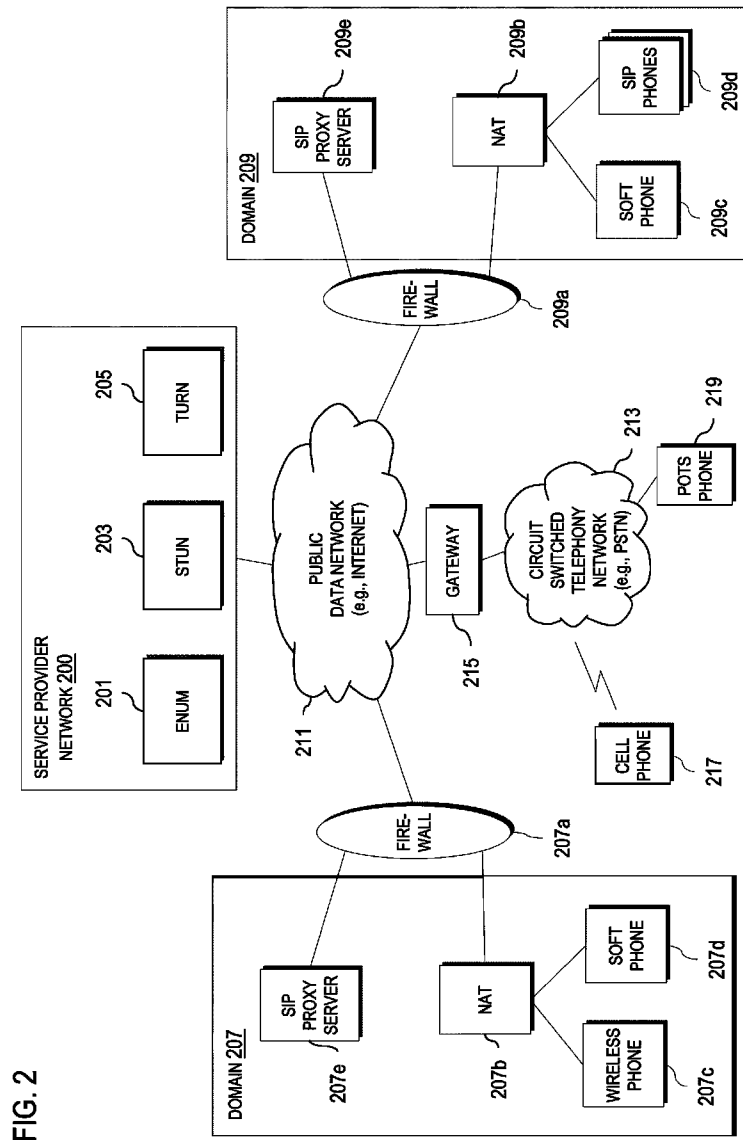 FIG. 2
SERVICE PROVIDER
NETWORK 200
201
ENUM
203
STUN
205
TURN
DOMAIN 207
SIP
PROXY
SERVER
207e
NAT
207b
WIRELESS
PHONE
207c
SOFT
PHONE
207d
FIRE-
WALL
207a
211
PUBLIC
DATA NETWORK
(e.g., INTERNET)
GATEWAY
215
CIRCUIT
SWITCHED
TELEPHONY
NETWORK
(e.g., PSTN)
213
CELL
PHONE
217
POTS
PHONE
219
FIRE-
WALL
209a
DOMAIN 209
SIP
PROXY
SERVER
209e
NAT
209b
SOFT
PHONE
209c
SIP
PHONES
209d